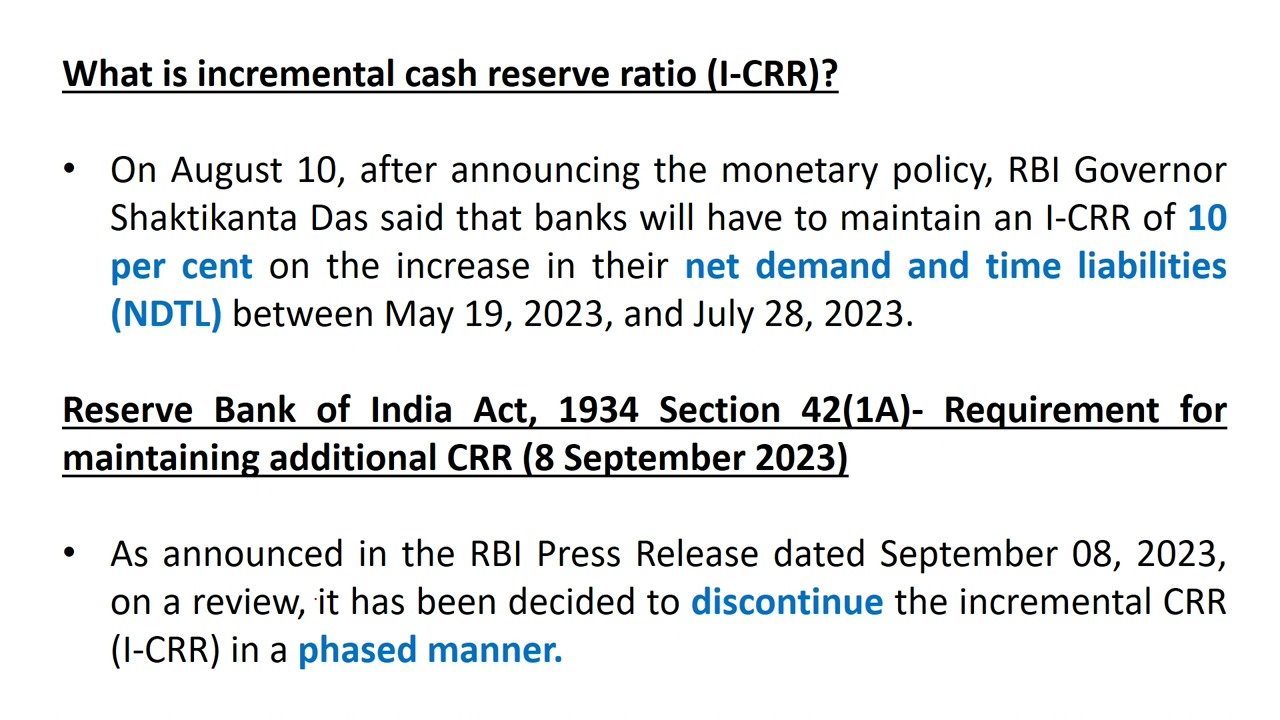 What is incremental cash reserve ratio (I-CRR)?
• On August 10, after announcing the monetary policy, RBI Governor
Shaktikanta Das said that banks will have to maintain an I-CRR of 10
per cent on the increase in their net demand and time liabilities
(NDTL) between May 19, 2023, and July 28, 2023.
Reserve Bank of India Act, 1934 Section 42(1A)- Requirement for
maintaining additional CRR (8 September 2023)
• As announced in the RBI Press Release dated September 08, 2023,
on a review, it has been decided to discontinue the incremental CRR
(I-CRR) in a phased manner.